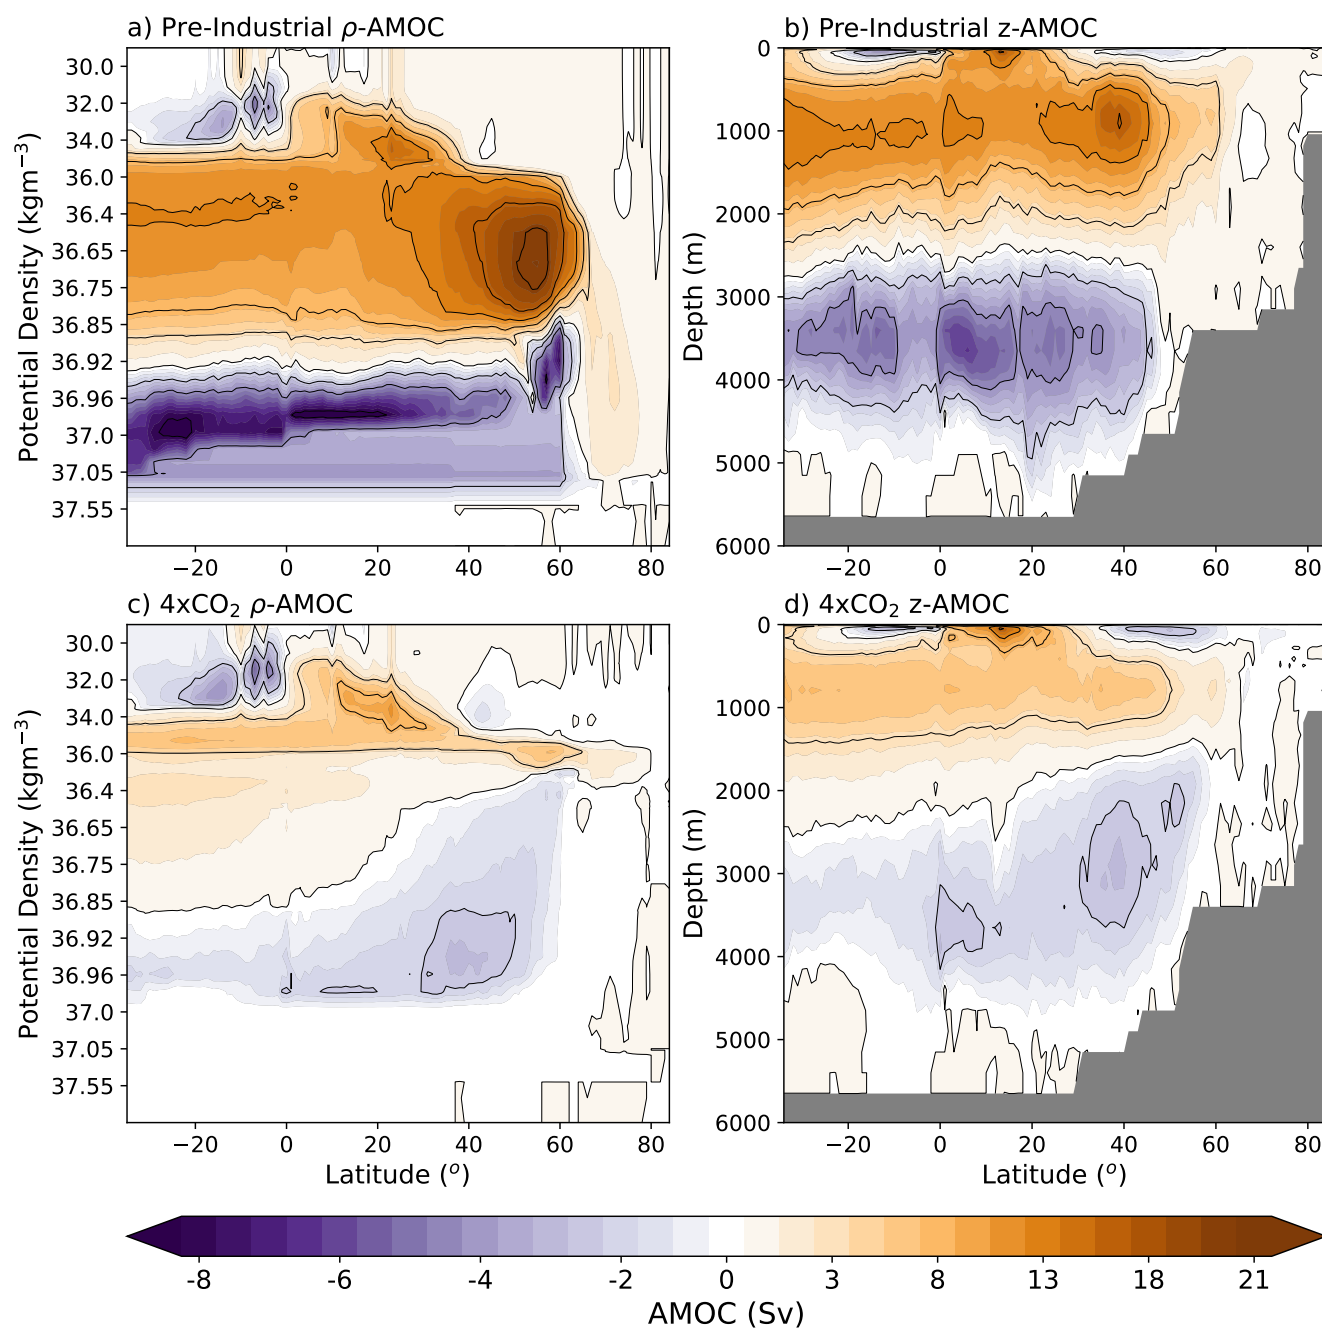 a) Pre-Industrial ρ-AMOC
b) Pre-Industrial z-AMOC
Potential Density (kgm⁻³)
30.0
32.0
34.0
36.0
36.4
36.65
36.75
36.85
36.92
36.96
37.0
37.05
37.55
−20 0 20 40 60 80
Depth (m)
0
1000
2000
3000
4000
5000
6000
−20 0 20 40 60 80
c) 4xCO₂ ρ-AMOC
d) 4xCO₂ z-AMOC
Potential Density (kgm⁻³)
30.0
32.0
34.0
36.0
36.4
36.65
36.75
36.85
36.92
36.96
37.0
37.05
37.55
−20 0 20 40 60 80
Latitude (°)
Depth (m)
0
1000
2000
3000
4000
5000
6000
−20 0 20 40 60 80
Latitude (°)
-8 -6 -4 -2 0 3 8 13 18 21
AMOC (Sv)